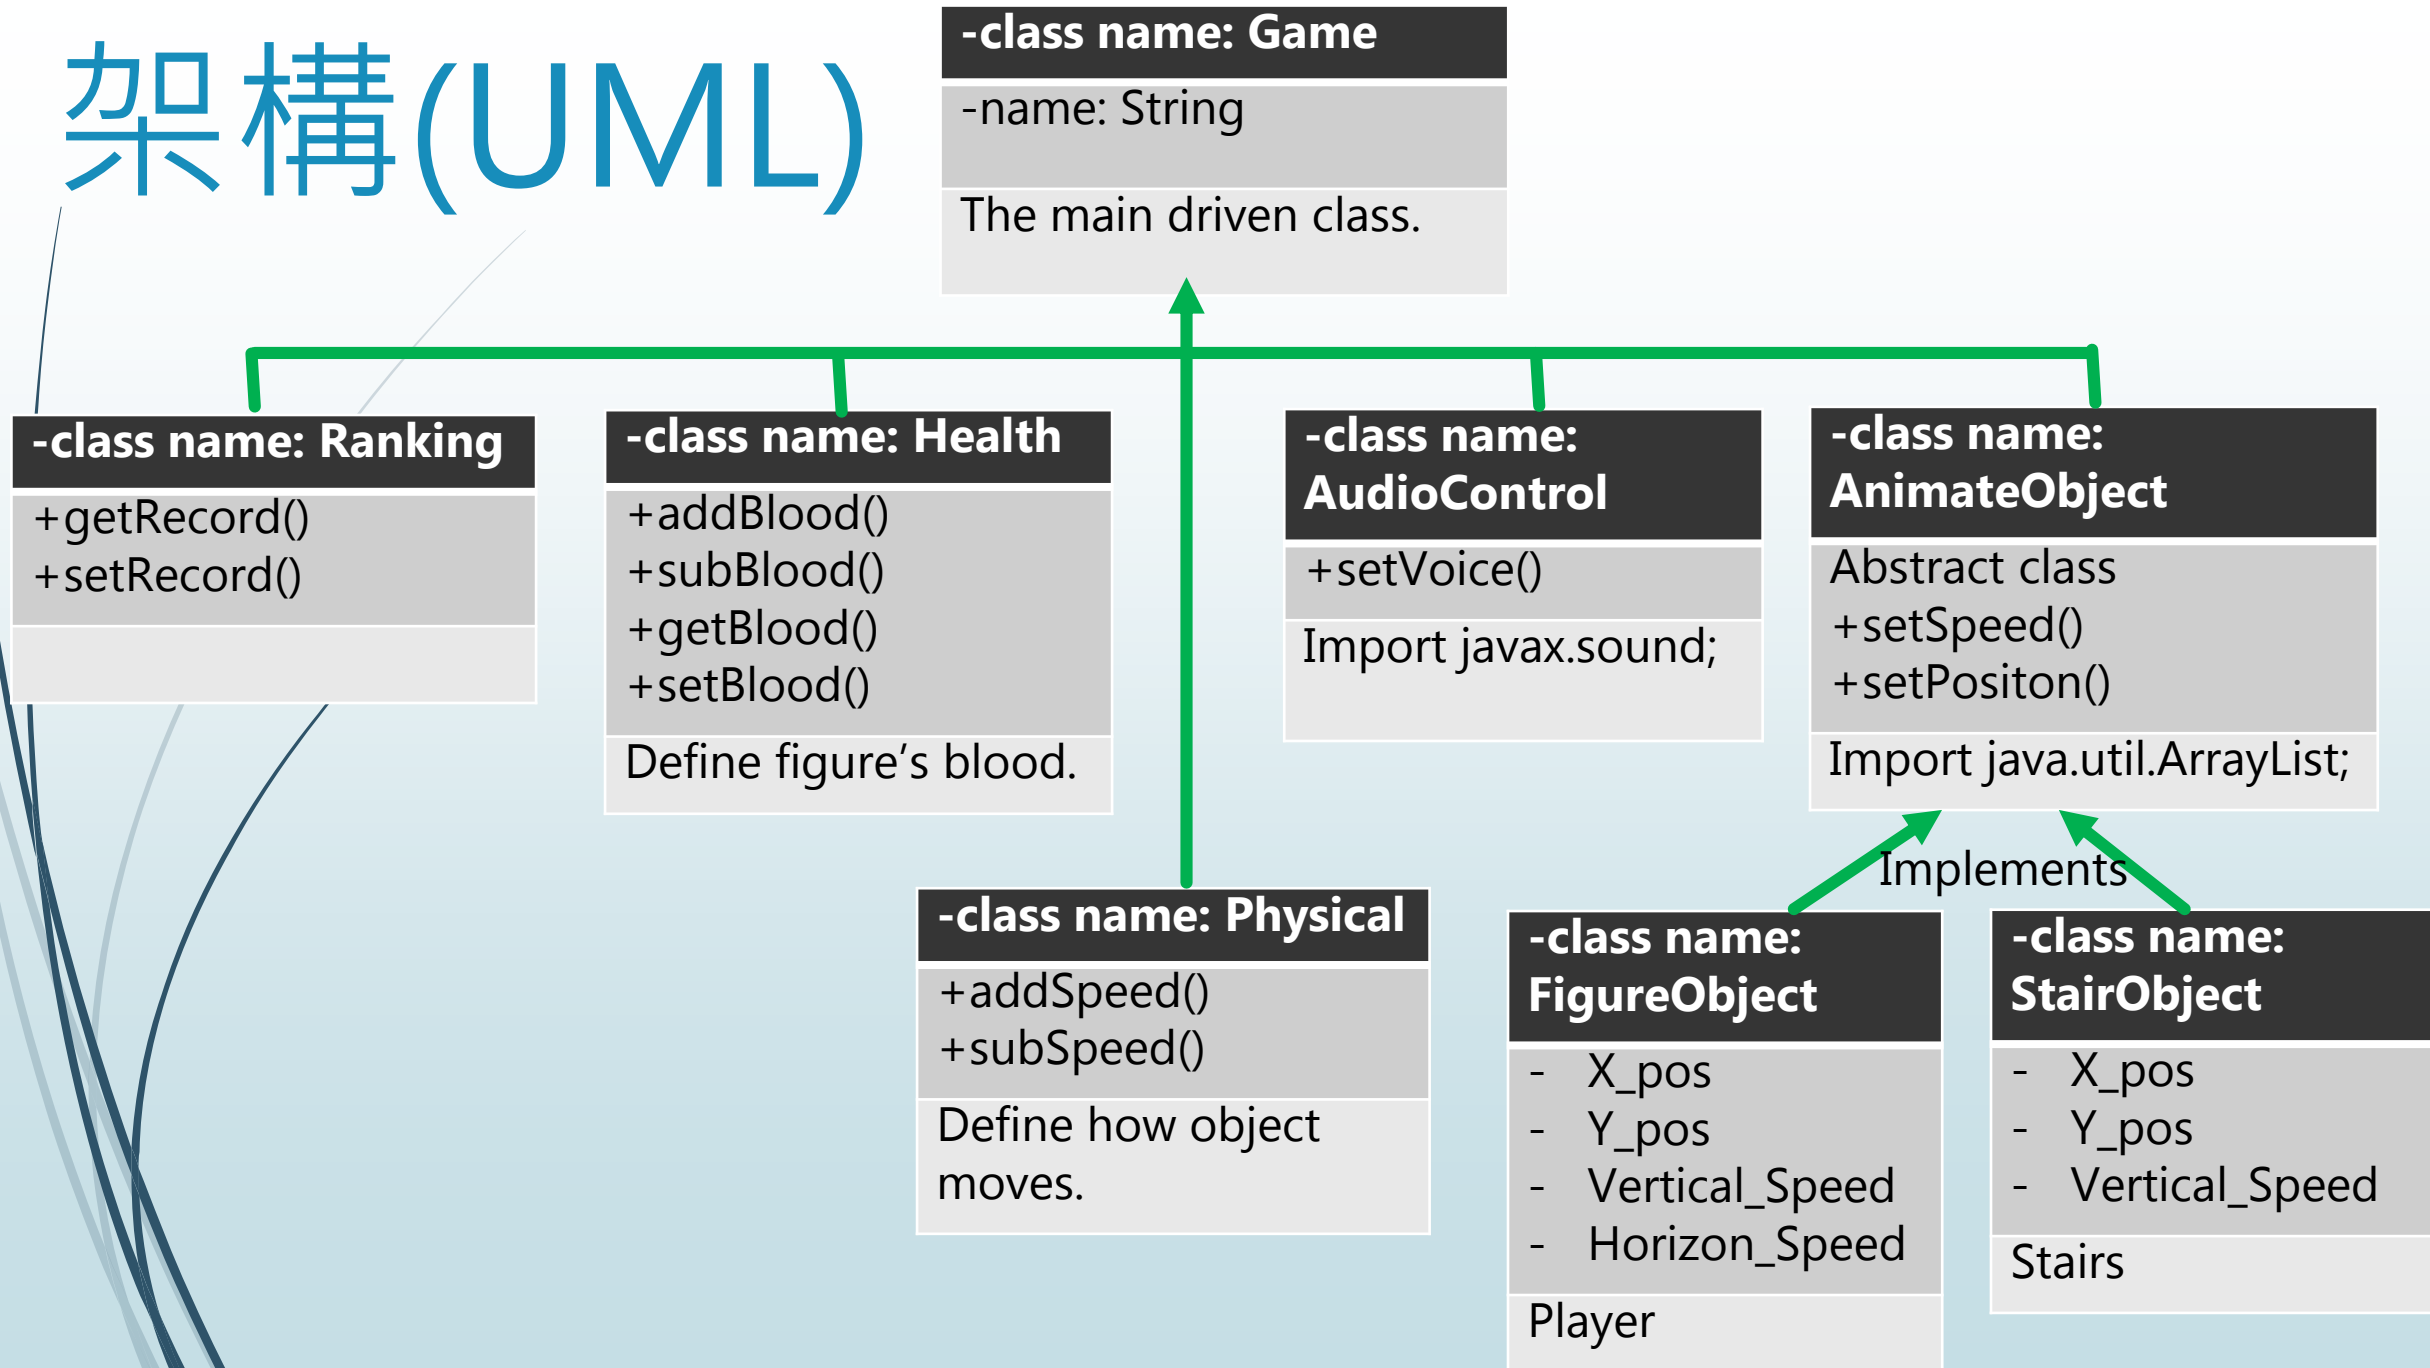 架構(UML)
-class name: Game
-name: String
The main driven class.
-class name: Ranking
+getRecord()
+setRecord()
-class name: Health
+addBlood()
+subBlood()
+getBlood()
+setBlood()
Define figure’s blood.
-class name:
AudioControl
+setVoice()
Import javax.sound;
-class name:
AnimateObject
Abstract class
+setSpeed()
+setPositon()
Import java.util.ArrayList;
Implements
-class name: Physical
+addSpeed()
+subSpeed()
Define how object
moves.
-class name:
FigureObject
- X_pos
- Y_pos
- Vertical_Speed
- Horizon_Speed
Player
-class name:
StairObject
- X_pos
- Y_pos
- Vertical_Speed
Stairs